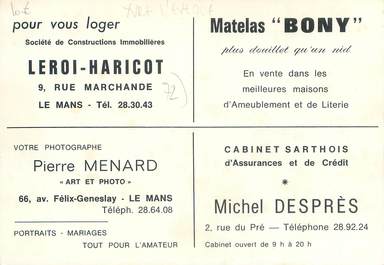 pour vous loger
Société de Constructions Immobilières
LEROI-HARICOT
9, RUE MARCHANDE
LE MANS - Tél. 28.30.43
72
Matelas "BONY"
plus douillet qu'un nid
En vente dans les
meilleures maisons
d'Ameublement et de Literie
VOTRE PHOTOGRAPHE
Pierre MENARD
« ART ET PHOTO »
66, av. Félix-Geneslay - LE MANS
Téléph. 28.64.08
PORTRAITS - MARIAGES
TOUT POUR L'AMATEUR
CABINET SARTHOIS
d'Assurances et de Crédit
*
Michel DESPRÈS
2, rue du Pré — Téléphone 28.92.24
Cabinet ouvert de 9 h à 20 h